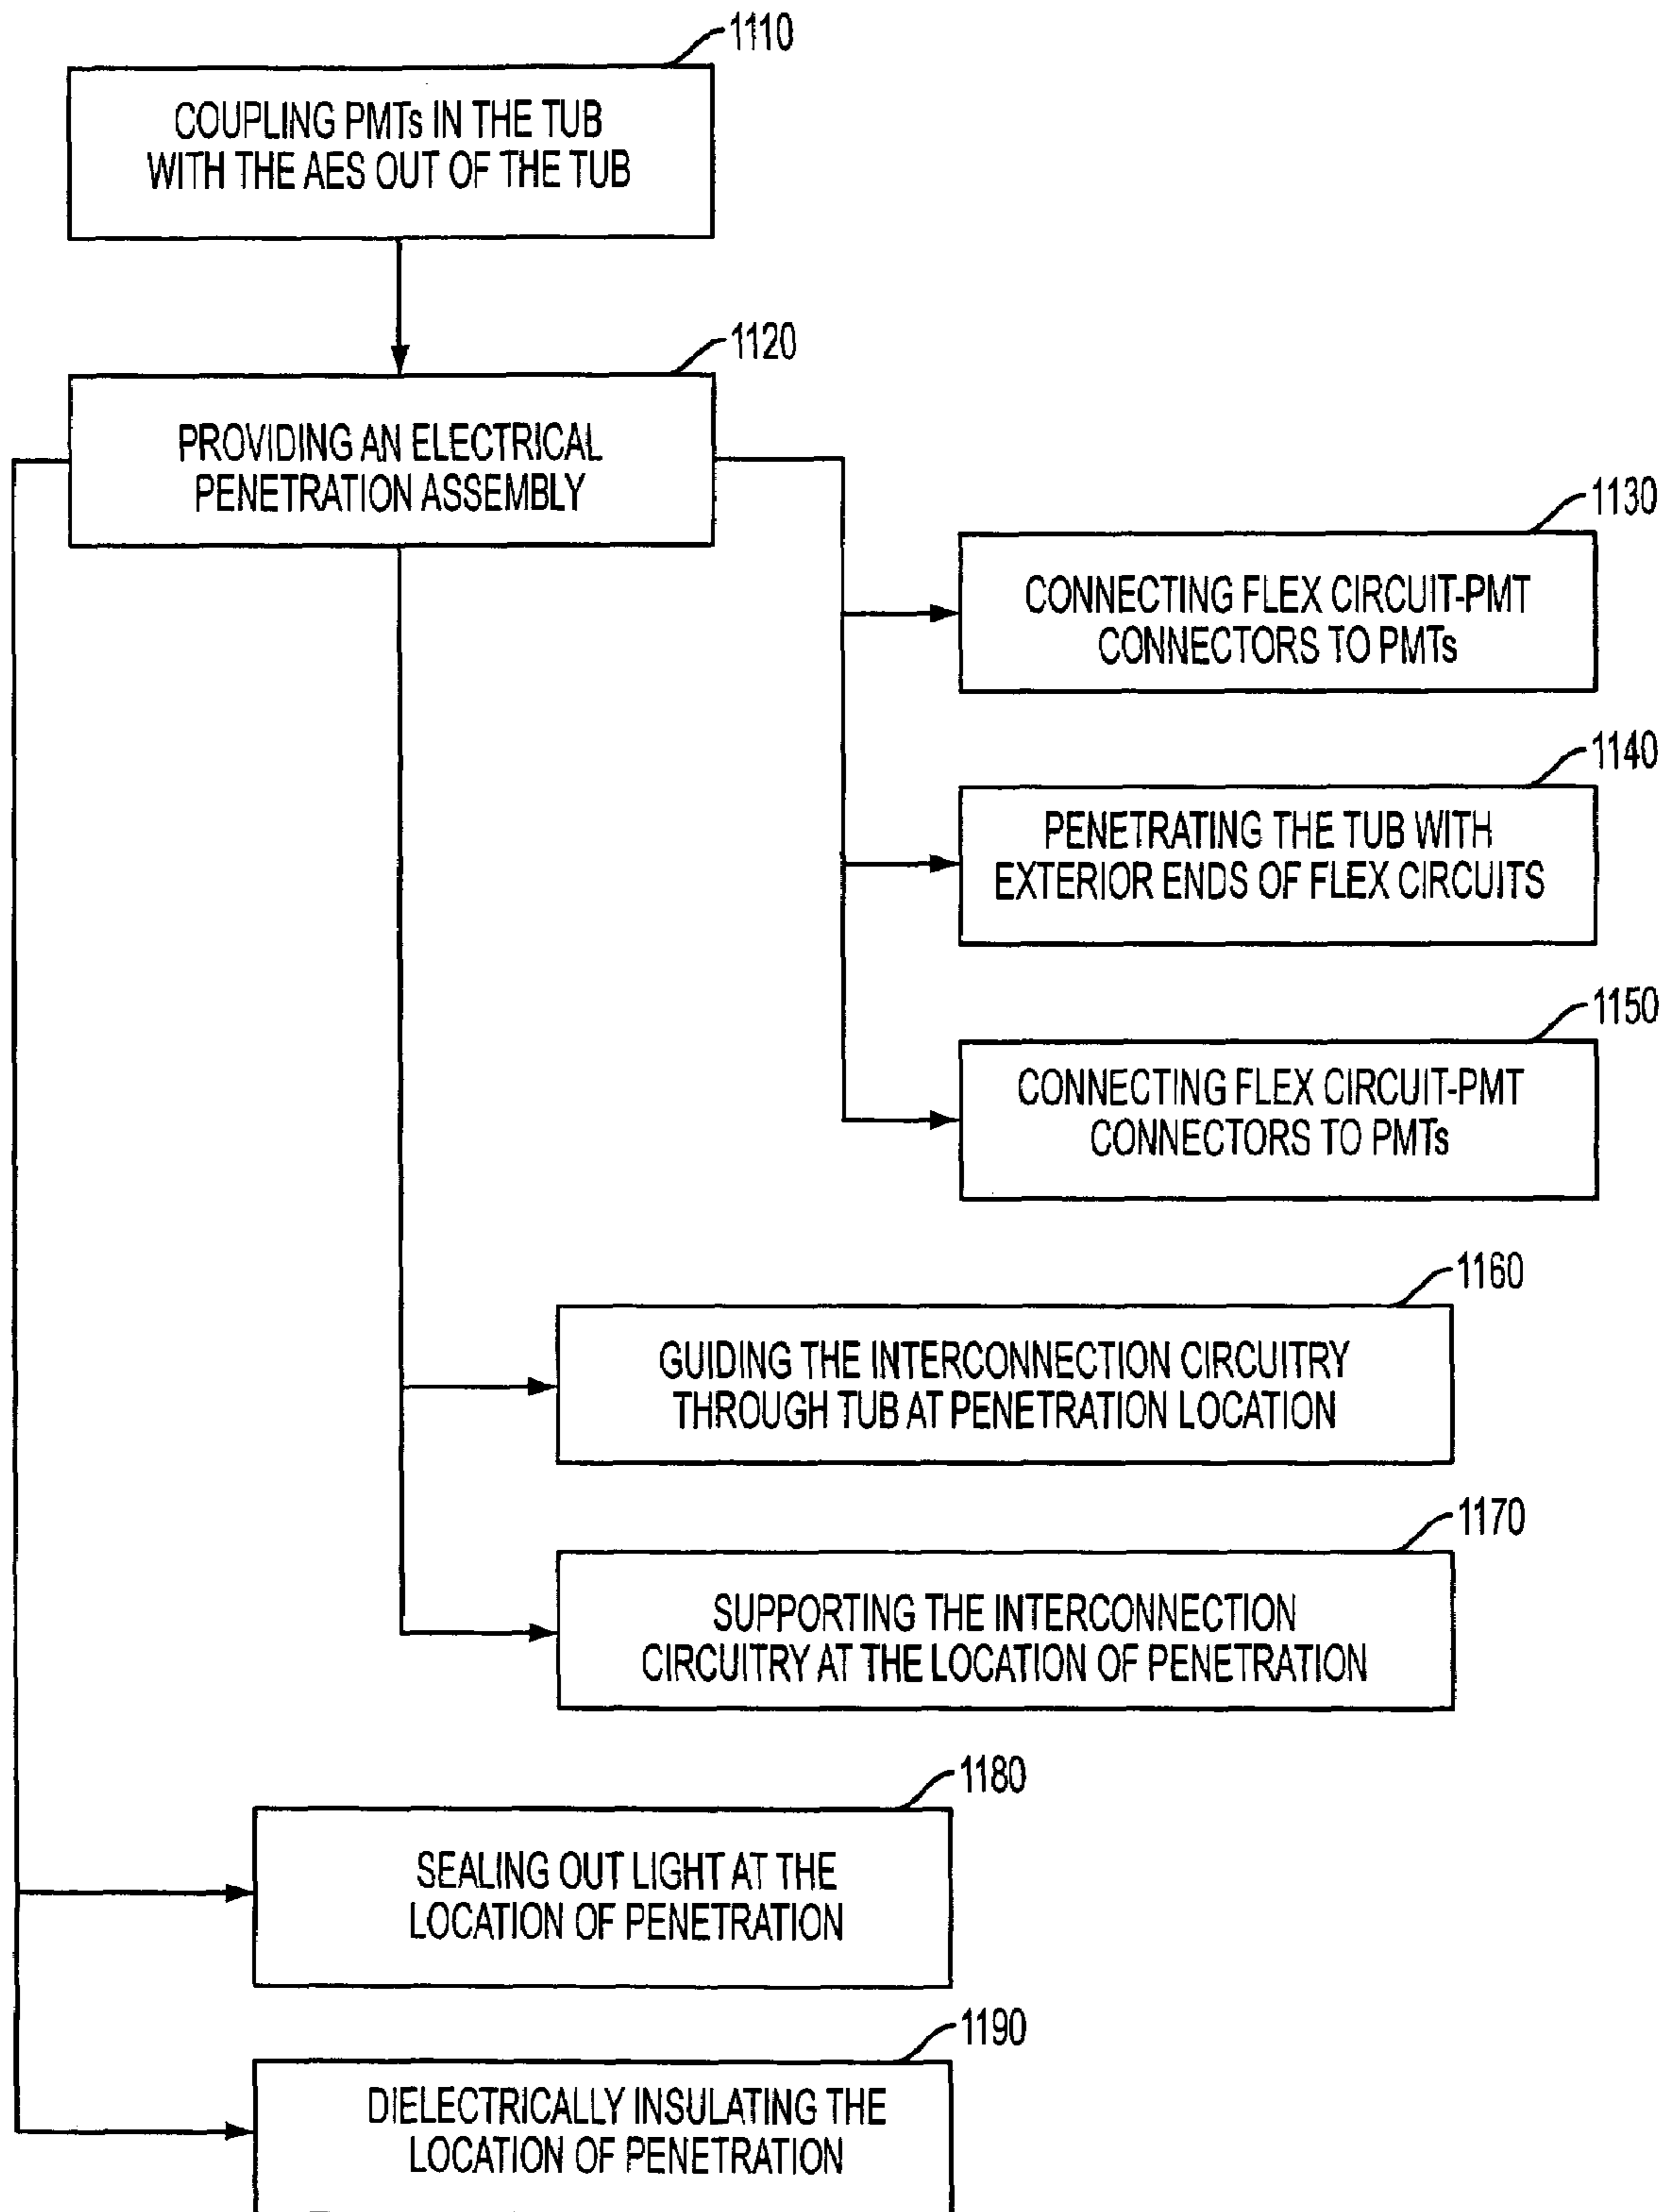 1110
COUPLING PMTs IN THE TUB
WITH THE AES OUT OF THE TUB
1120
PROVIDING AN ELECTRICAL
PENETRATION ASSEMBLY
1130
CONNECTING FLEX CIRCUIT-PMT
CONNECTORS TO PMTs
1140
PENETRATING THE TUB WITH
EXTERIOR ENDS OF FLEX CIRCUITS
1150
CONNECTING FLEX CIRCUIT-PMT
CONNECTORS TO PMTs
1160
GUIDING THE INTERCONNECTION CIRCUITRY
THROUGH TUB AT PENETRATION LOCATION
1170
SUPPORTING THE INTERCONNECTION
CIRCUITRY AT THE LOCATION OF PENETRATION
1180
SEALING OUT LIGHT AT THE
LOCATION OF PENETRATION
1190
DIELECTRICALLY INSULATING THE
LOCATION OF PENETRATION